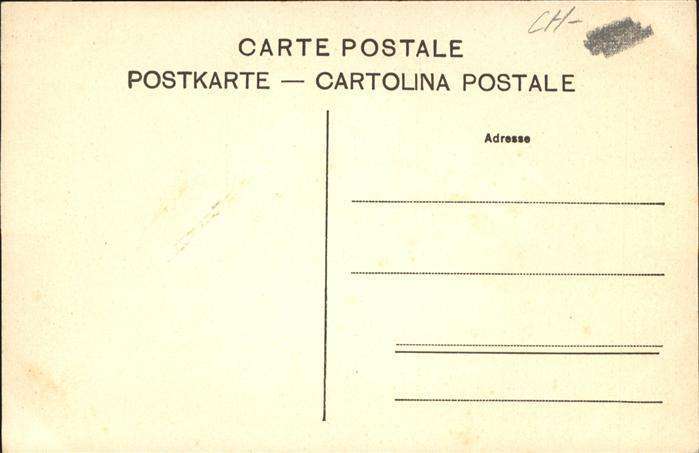 CH-
CARTE POSTALE
POSTKARTE — CARTOLINA POSTALE
Adresse